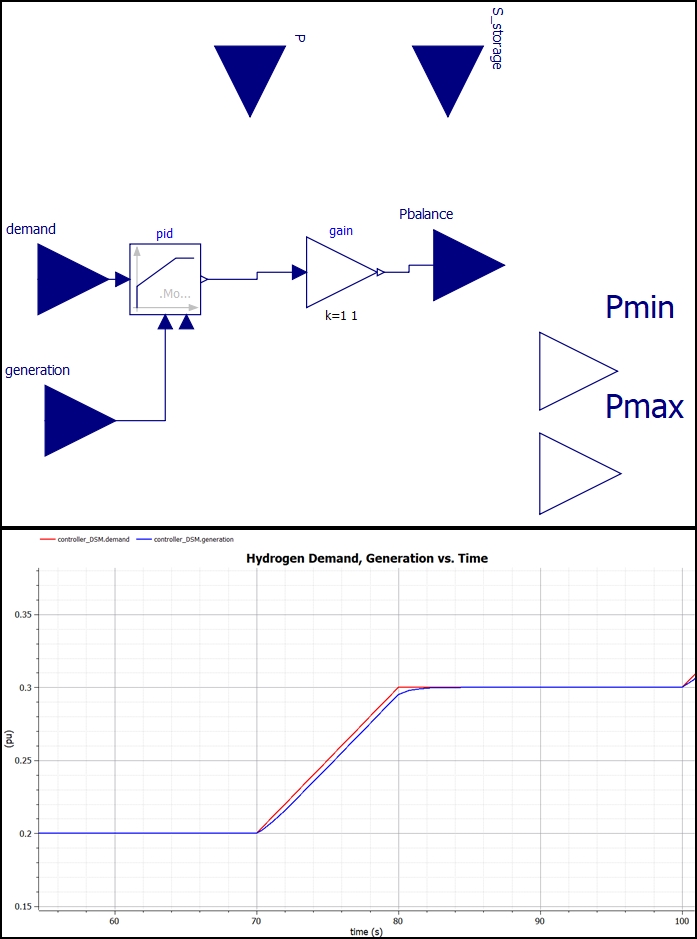 P
S_storage
demand
pid
.Mo...
gain
k=1 1
Pbalance
generation
Pmin
Pmax
controller_DSM.demand controller_DSM.generation
Hydrogen Demand, Generation vs. Time
0.35
0.3
0.25
0.2
0.15
(pu)
60 70 80 90 100
time (s)